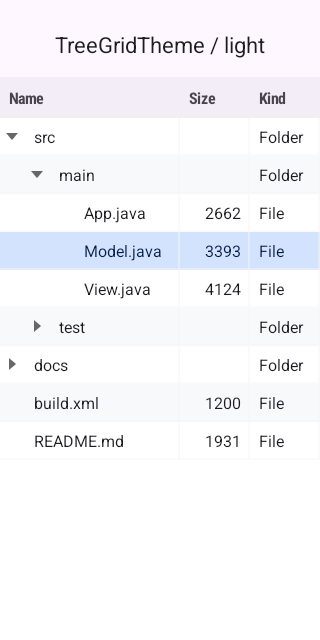 TreeGridTheme / light
Name Size Kind
src Folder
main Folder
App.java 2662 File
Model.java 3393 File
View.java 4124 File
test Folder
docs Folder
build.xml 1200 File
README.md 1931 File